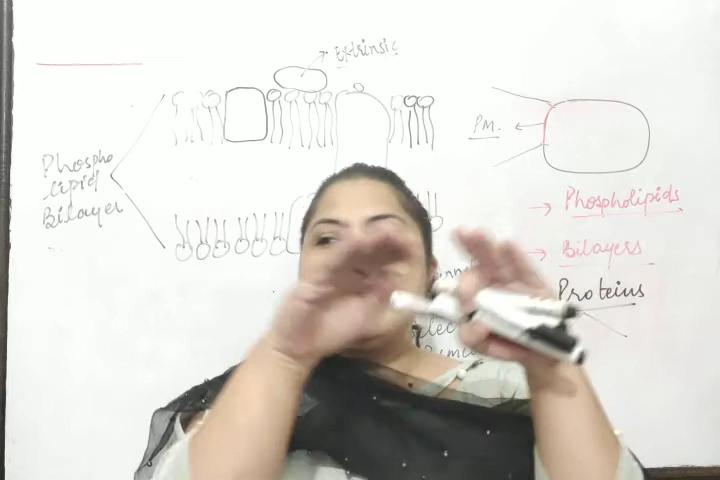 Extrinsic
P.M.
Phospho
lipid
Bilayer
→ Phospholipids
→ Bilayers
Proteins